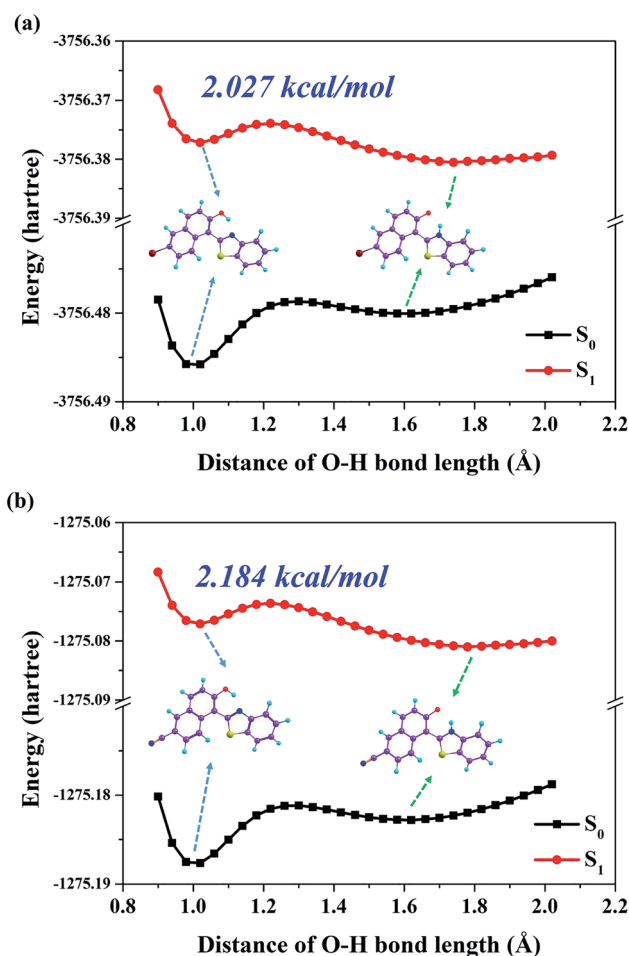 (a)
-3756.36
-3756.37
2.027 kcal/mol
-3756.38
-3756.39
Energy (hartree)
-3756.48
-3756.49
S0
S1
0.8 1.0 1.2 1.4 1.6 1.8 2.0 2.2
Distance of O-H bond length (Å)
(b)
-1275.06
-1275.07
2.184 kcal/mol
-1275.08
-1275.09
Energy (hartree)
-1275.18
-1275.19
S0
S1
0.8 1.0 1.2 1.4 1.6 1.8 2.0 2.2
Distance of O-H bond length (Å)